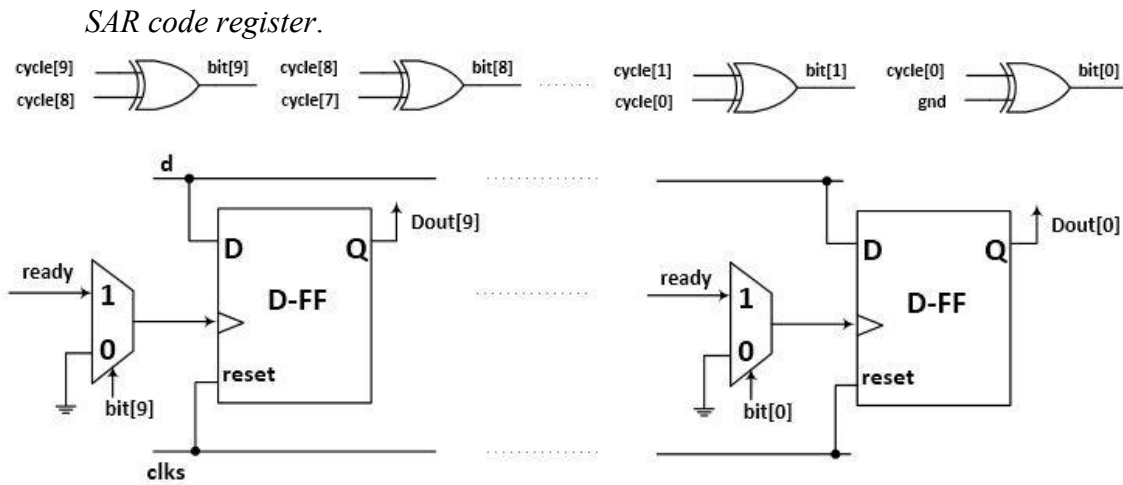 SAR code register.
cycle[9] bit[9] cycle[8] bit[8] cycle[1] bit[1] cycle[0] bit[0]
cycle[8] cycle[7] cycle[0] gnd
d
Dout[9] Dout[0]
D Q D Q
ready ready
1 D-FF 1 D-FF
0 0
reset reset
bit[9] bit[0]
clks